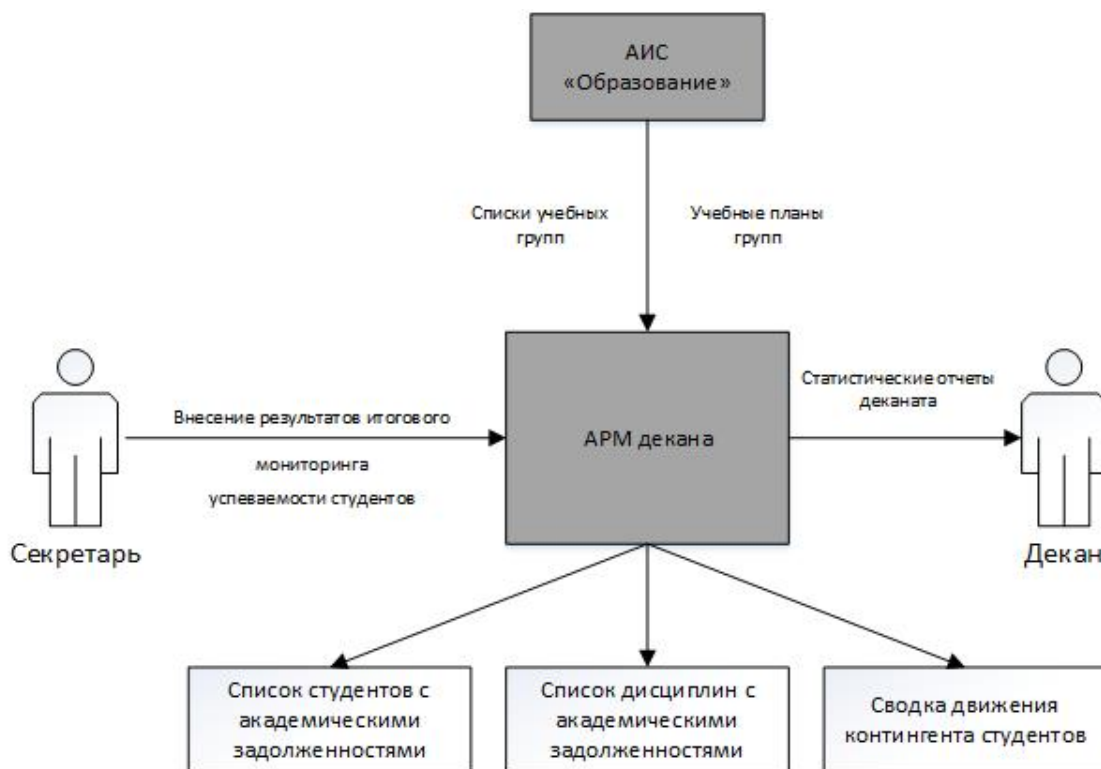 АИС
«Образование»
Списки учебных
групп
Учебные планы
групп
Внесение результатов итогового
мониторинга
успеваемости студентов
АРМ декана
Статистические отчеты
деканата
Секретарь
Декан
Список студентов с
академическими
задолженностями
Список дисциплин с
академическими
задолженностями
Сводка движения
контингента студентов